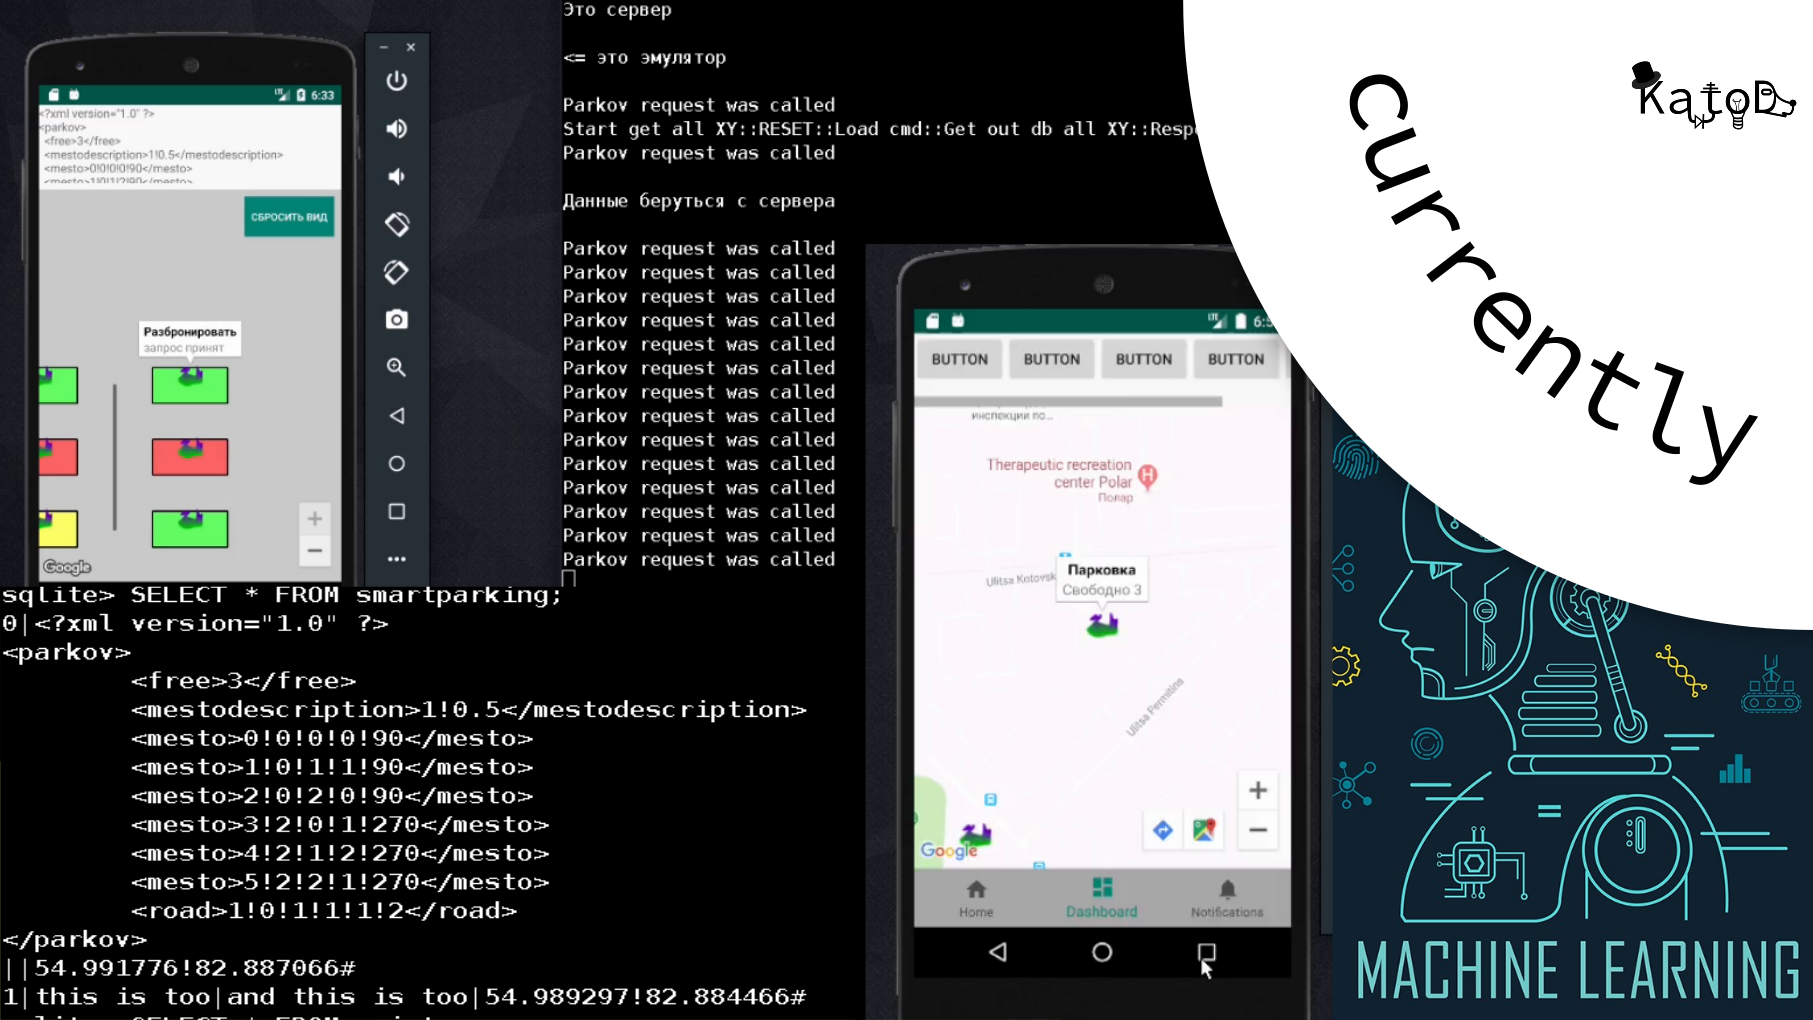 6:33
<?xml version="1.0" ?>
<parkov>
<free>3</free>
<mestodescription>1!0.5</mestodescription>
<mesto>0!0!0!0!90</mesto>
<mesto>1!0!1!2!90</mesto>
СБРОСИТЬ ВИД
Разбронировать
запрос принят
Google
Это сервер
<= это эмулятор
Parkov request was called
Start get all XY::RESET::Load cmd::Get out db all XY::Resp
Parkov request was called
Данные беруться с сервера
Parkov request was called
Parkov request was called
Parkov request was called
Parkov request was called
Parkov request was called
Parkov request was called
Parkov request was called
Parkov request was called
Parkov request was called
Parkov request was called
Parkov request was called
Parkov request was called
Parkov request was called
Parkov request was called
sqlite> SELECT * FROM smartparking;
0|<?xml version="1.0" ?>
<parkov>
<free>3</free>
<mestodescription>1!0.5</mestodescription>
<mesto>0!0!0!0!90</mesto>
<mesto>1!0!1!1!90</mesto>
<mesto>2!0!2!0!90</mesto>
<mesto>3!2!0!1!270</mesto>
<mesto>4!2!1!2!270</mesto>
<mesto>5!2!2!1!270</mesto>
<road>1!0!1!1!1!2</road>
</parkov>
||54.991776!82.887066#
1|this is too|and this is too|54.989297!82.884466#
BUTTON BUTTON BUTTON BUTTON
инспекции по...
Therapeutic recreation
center Polar
Полар
Парковка
Свободно 3
Ulitsa Kotovsk
Ulitsa Permitina
Google
Home Dashboard Notifications
KatoD
currently
MACHINE LEARNING